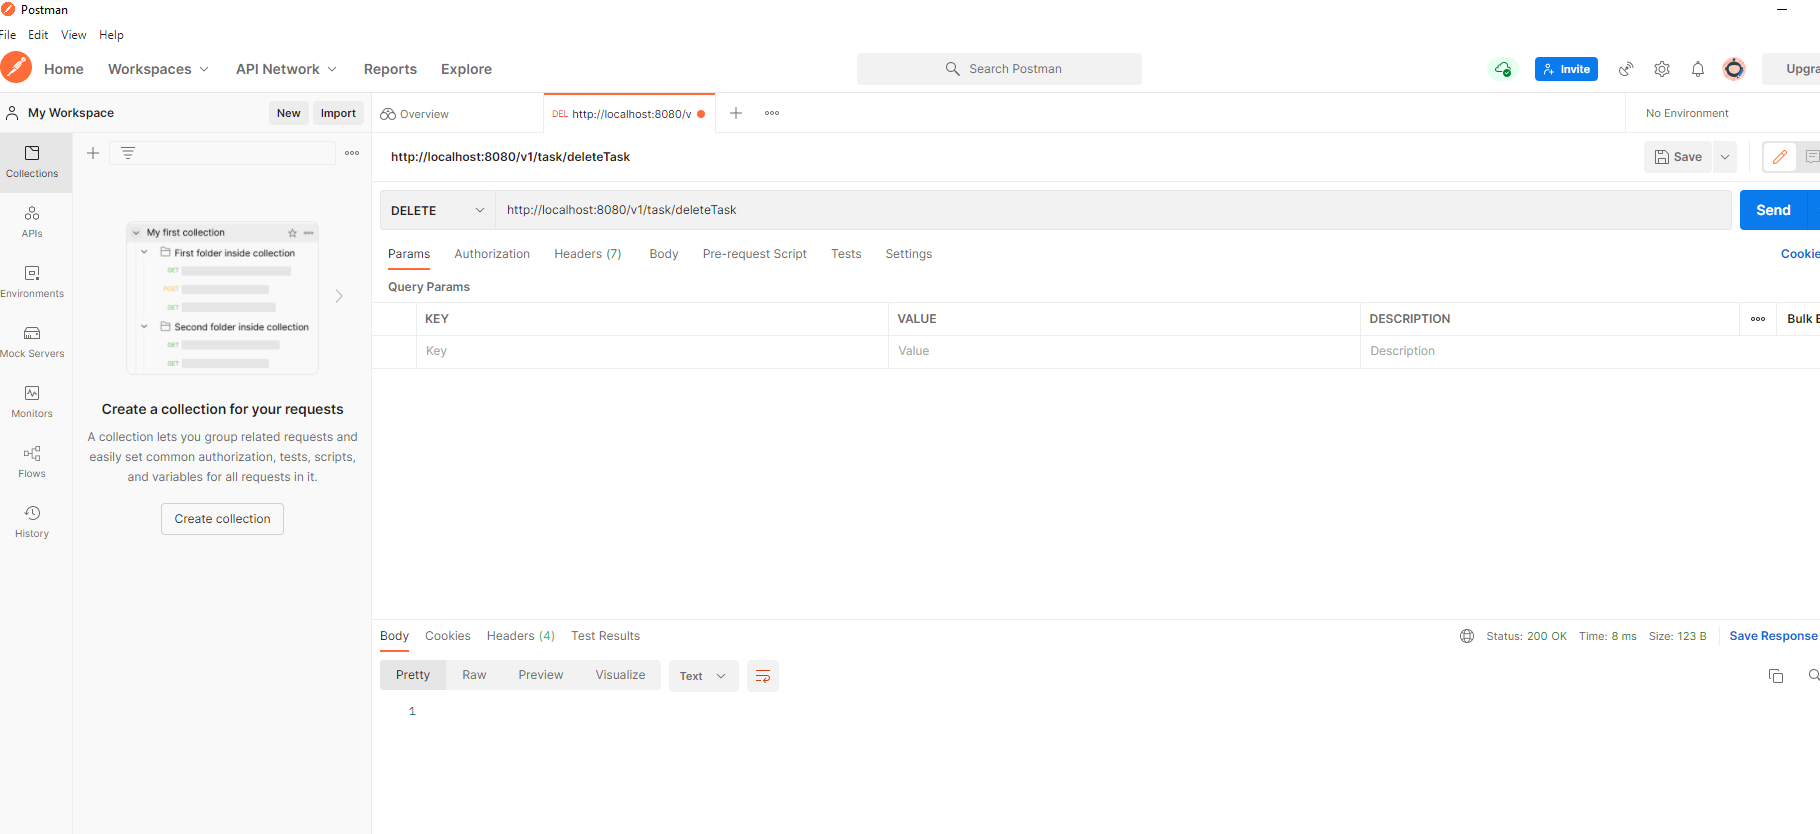 Postman
File Edit View Help
Home Workspaces API Network Reports Explore
Search Postman
Invite
Upgra
My Workspace
New Import
Overview
DEL http://localhost:8080/v
No Environment
http://localhost:8080/v1/task/deleteTask
Save
DELETE
http://localhost:8080/v1/task/deleteTask
Send
Params Authorization Headers (7) Body Pre-request Script Tests Settings
Cookie
Query Params
KEY VALUE DESCRIPTION
Bulk E
Key Value Description
Collections
APIs
Environments
Mock Servers
Monitors
Flows
History
My first collection
First folder inside collection
GET
POST
GET
Second folder inside collection
GET
GET
Create a collection for your requests
A collection lets you group related requests and
easily set common authorization, tests, scripts,
and variables for all requests in it.
Create collection
Body Cookies Headers (4) Test Results
Status: 200 OK Time: 8 ms Size: 123 B
Save Response
Pretty Raw Preview Visualize Text
1